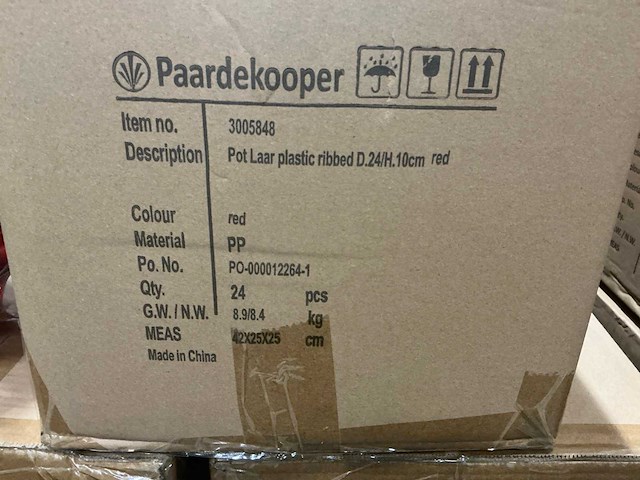 Paardekooper
Item no. 3005848
Description Pot Laar plastic ribbed D.24/H.10cm red
Colour red
Material PP
Po. No. PO-000012264-1
Qty. 24 pcs
G.W. / N.W. 8.9/8.4 kg
MEAS 42X25X25 cm
Made in China